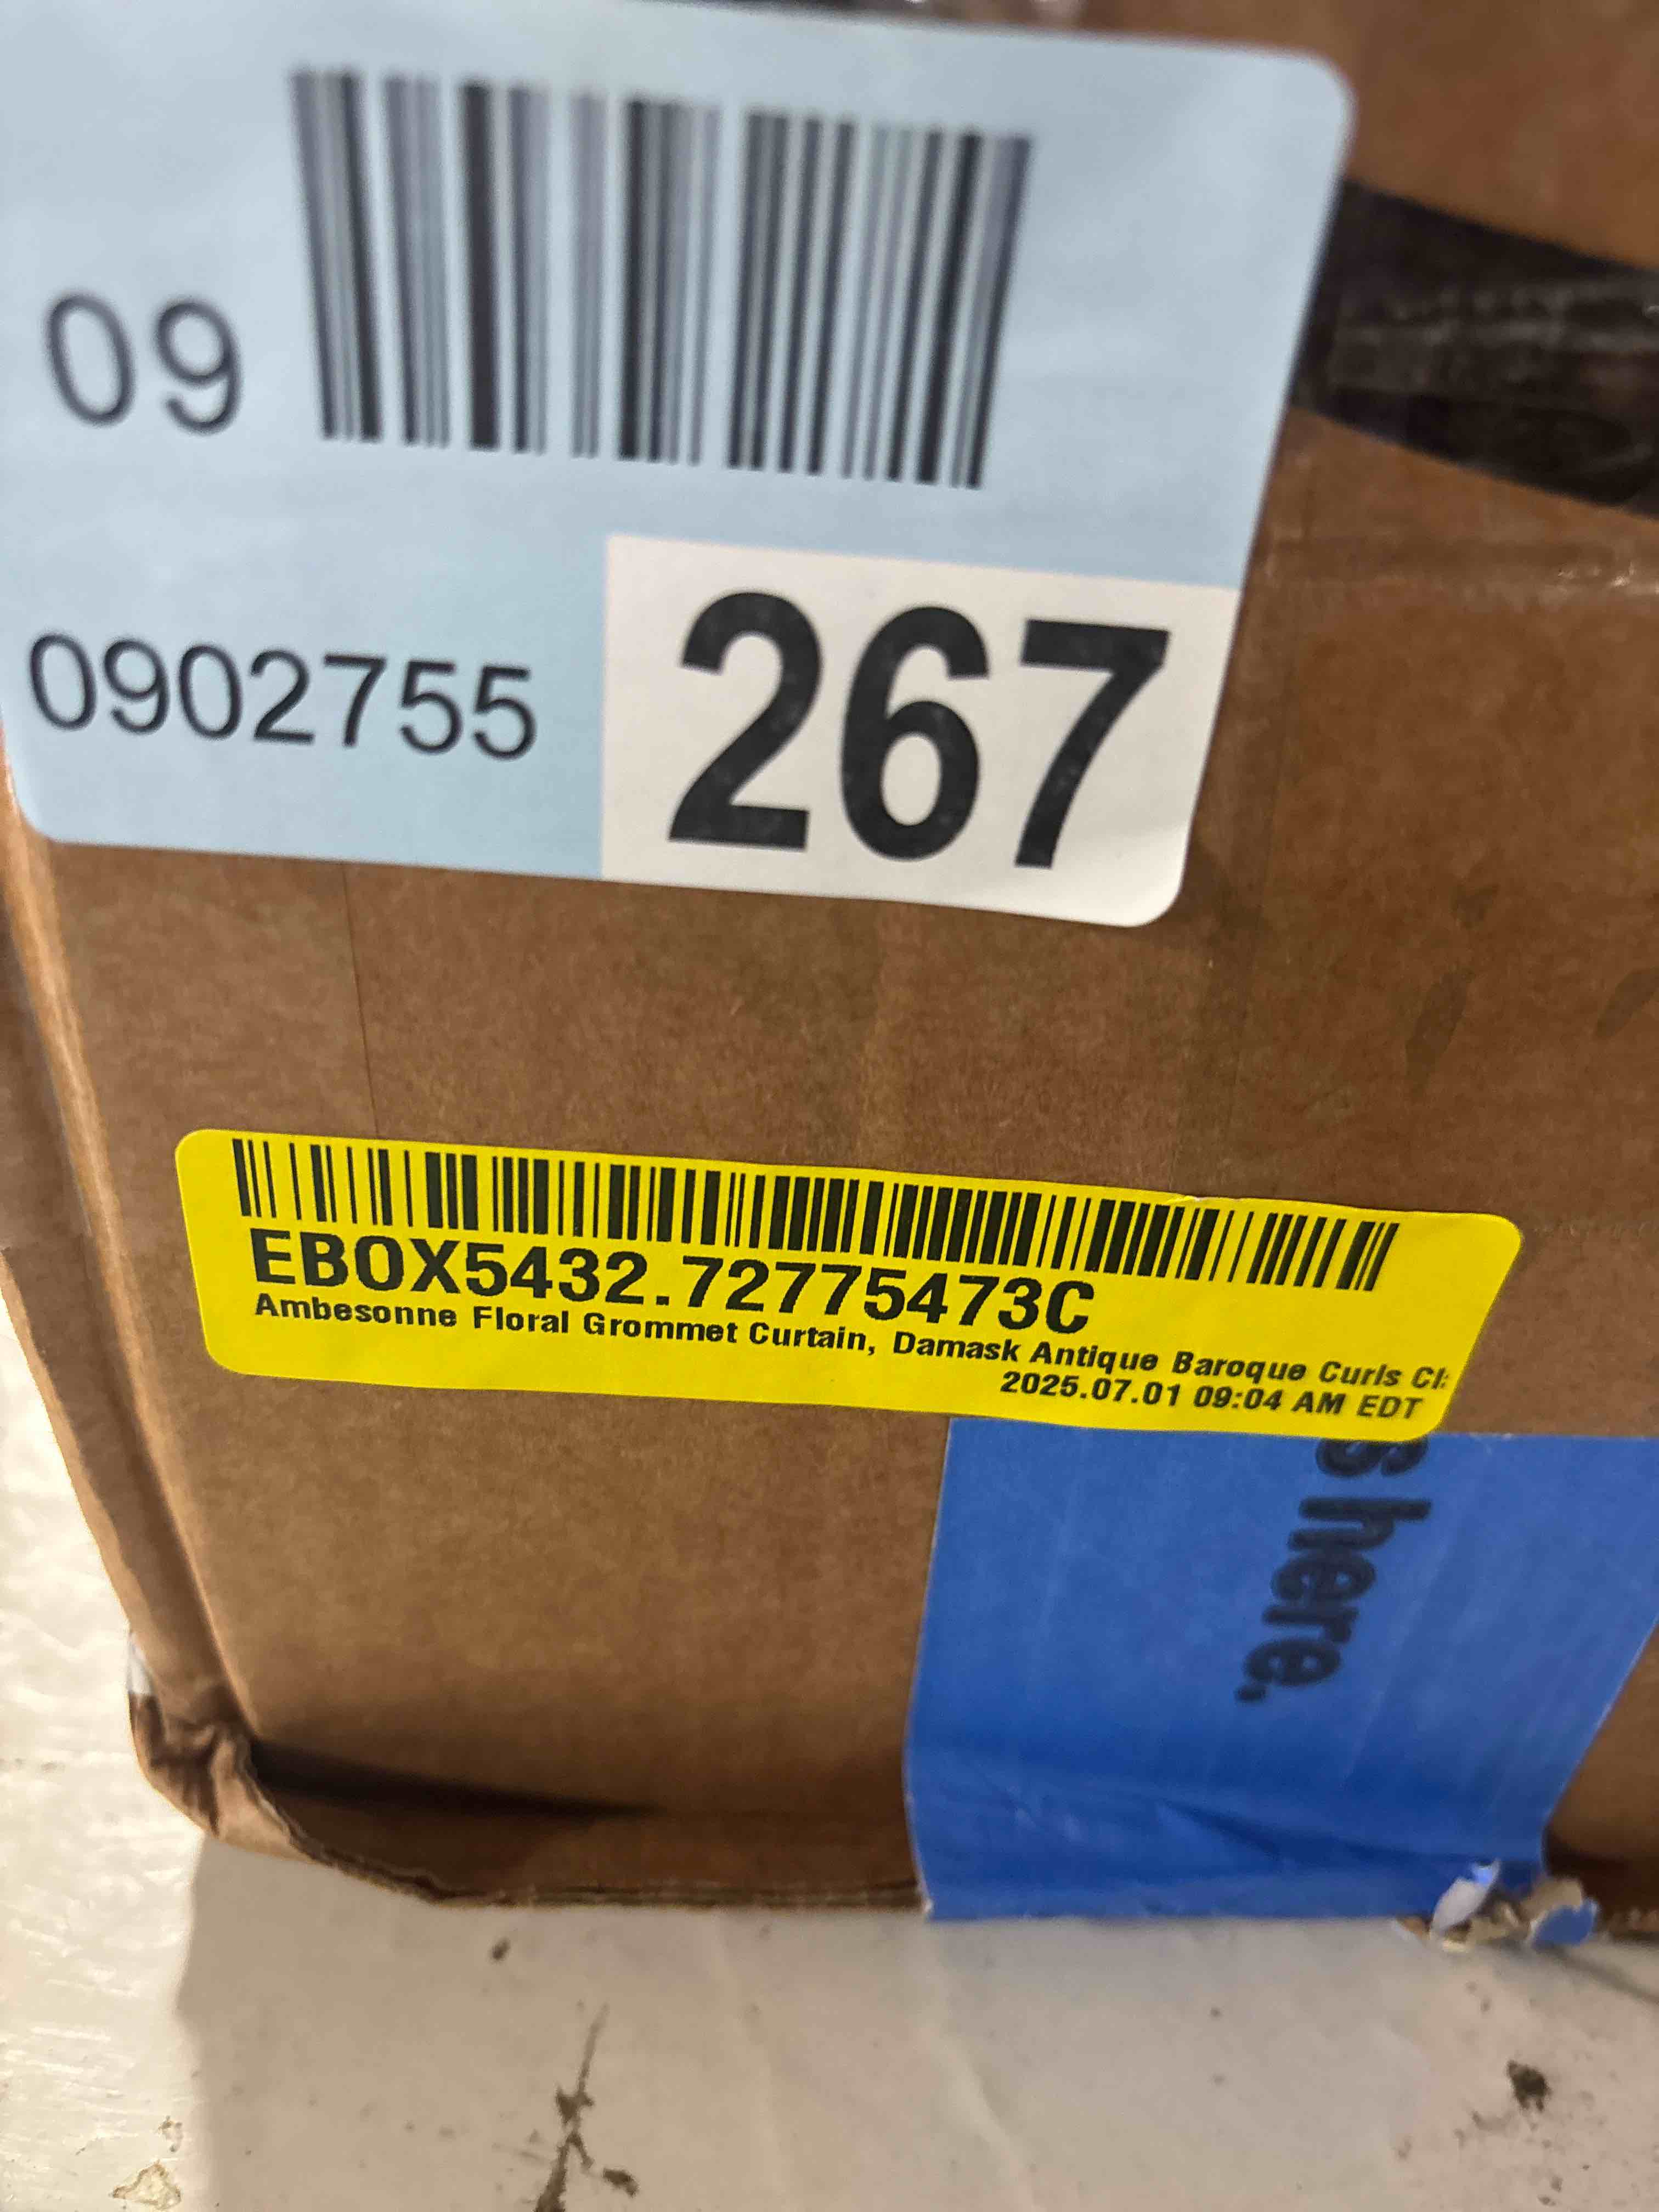 09
0902755
267
EBOX5432.72775473C
Ambesonne Floral Grommet Curtain, Damask Antique Baroque Curls
2025.07.01 09:04 AM EDT
s here.